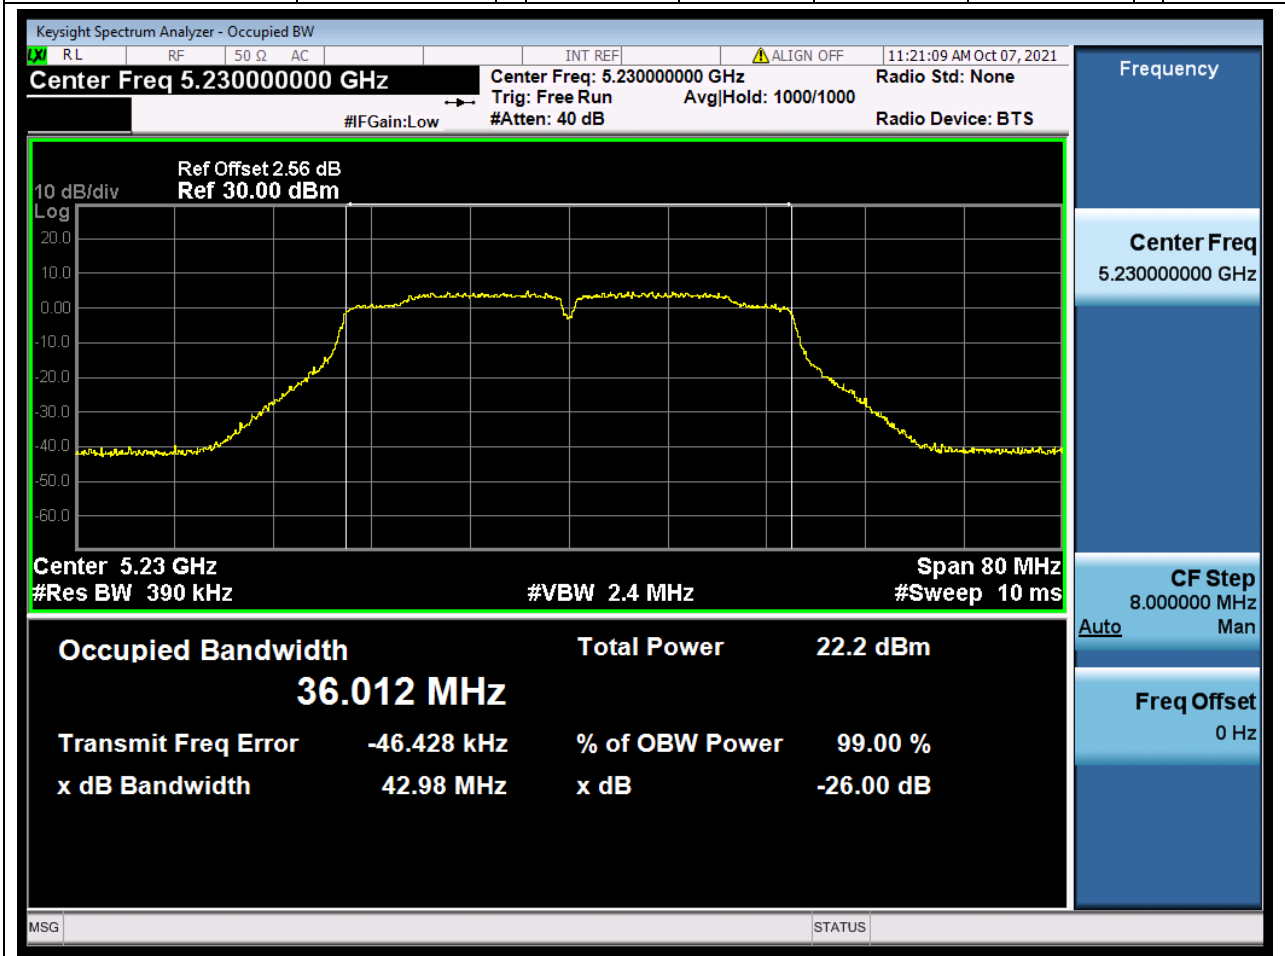 Keysight Spectrum Analyzer - Occupied BW
LXI RL RF 50 Ω AC INT REF ALIGN OFF 11:21:09 AM Oct 07, 2021
Center Freq 5.230000000 GHz Center Freq: 5.230000000 GHz Radio Std: None
Trig: Free Run Avg|Hold: 1000/1000
#IFGain:Low #Atten: 40 dB Radio Device: BTS
Ref Offset 2.56 dB
10 dB/div Ref 30.00 dBm
Log
20.0
10.0
0.00
-10.0
-20.0
-30.0
-40.0
-50.0
-60.0
Center 5.23 GHz Span 80 MHz
#Res BW 390 kHz #VBW 2.4 MHz #Sweep 10 ms
Occupied Bandwidth Total Power 22.2 dBm
36.012 MHz
Transmit Freq Error -46.428 kHz % of OBW Power 99.00 %
x dB Bandwidth 42.98 MHz x dB -26.00 dB
MSG STATUS
Frequency
Center Freq
5.230000000 GHz
CF Step
8.000000 MHz
Auto Man
Freq Offset
0 Hz